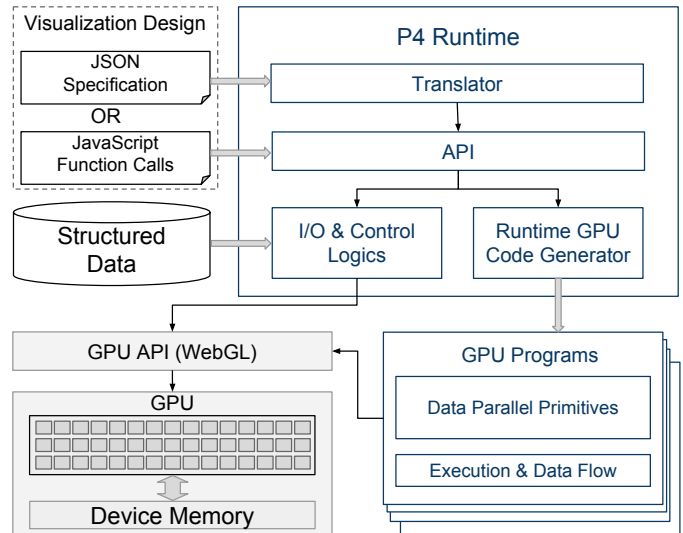 Visualization Design
JSON
Specification
OR
JavaScript
Function Calls
Structured
Data
P4 Runtime
Translator
API
I/O & Control
Logics
Runtime GPU
Code Generator
GPU API (WebGL)
GPU
Device Memory
GPU Programs
Data Parallel Primitives
Execution & Data Flow